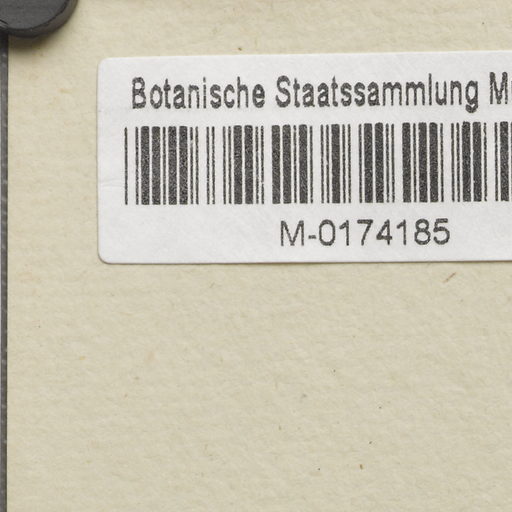 Botanische Staatssammlung
M-0174185